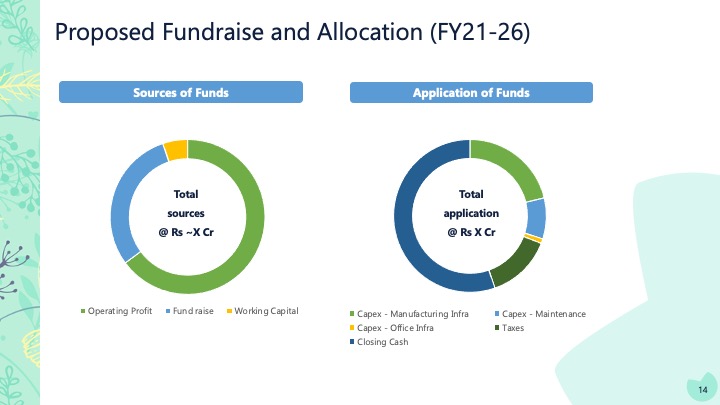 Proposed Fundraise and Allocation (FY21-26)
Sources of Funds
Total
sources
@ Rs ~X Cr
Operating Profit
Fund raise
Working Capital
Application of Funds
Total
application
@ Rs X Cr
Capex - Manufacturing Infra
Capex - Maintenance
Capex - Office Infra
Taxes
Closing Cash
14